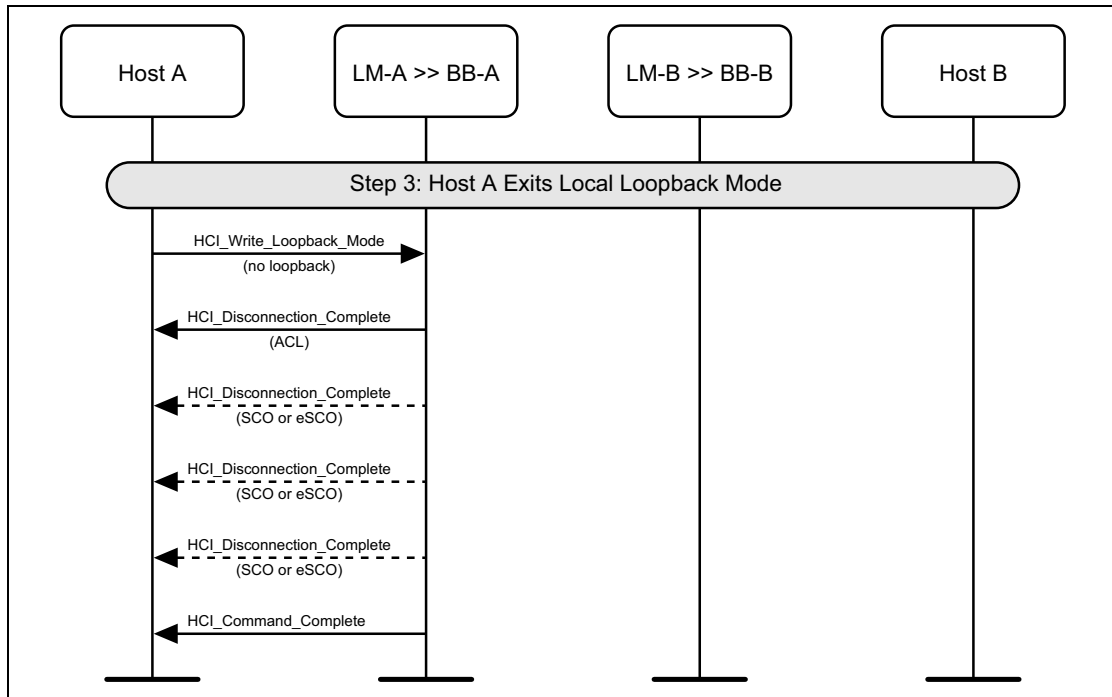 Host A
LM-A >> BB-A
LM-B >> BB-B
Host B
Step 3: Host A Exits Local Loopback Mode
HCI_Write_Loopback_Mode
(no loopback)
HCI_Disconnection_Complete
(ACL)
HCI_Disconnection_Complete
(SCO or eSCO)
HCI_Disconnection_Complete
(SCO or eSCO)
HCI_Disconnection_Complete
(SCO or eSCO)
HCI_Command_Complete